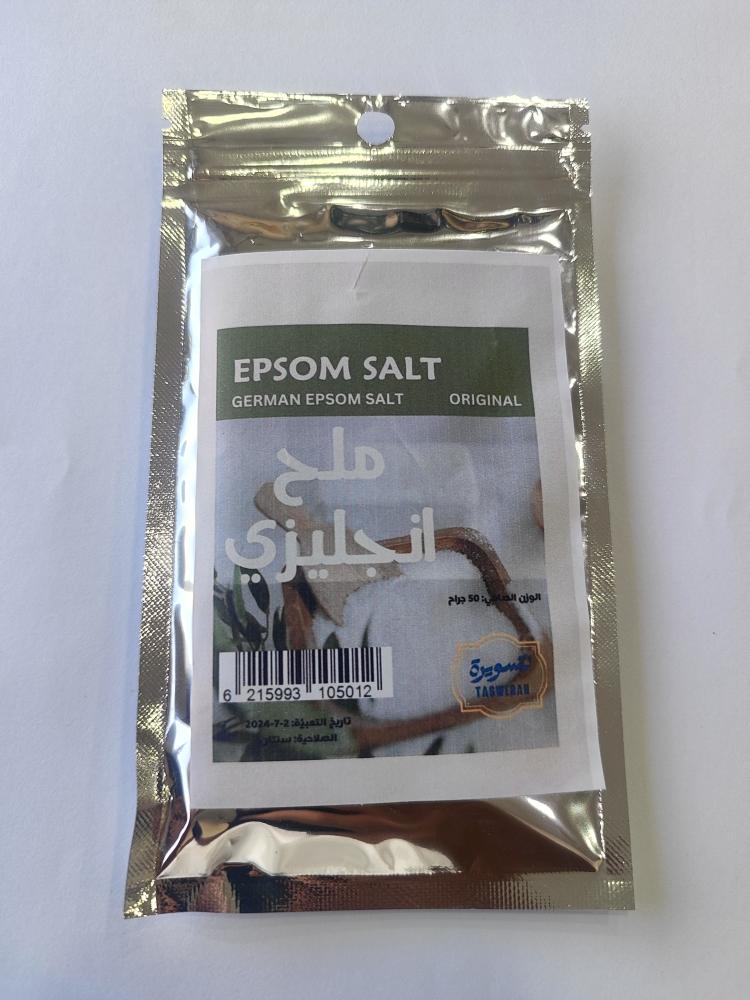 EPSOM SALT
GERMAN EPSOM SALT ORIGINAL
ملح
انجليزي
الوزن الصافي: 50 جرام
تسويرة
TASWERAH
6 215993 105012
تاريخ التعبئة: 2-7-2024
الصلاحية: سنتان